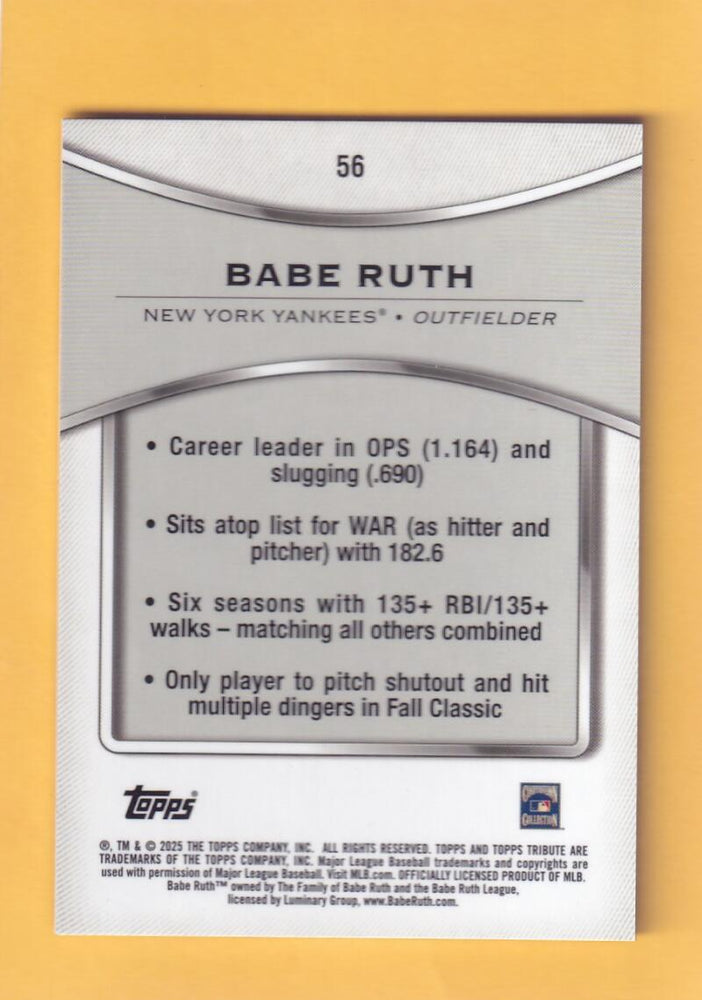 56
BABE RUTH
NEW YORK YANKEES® • OUTFIELDER
• Career leader in OPS (1.164) and
slugging (.690)
• Sits atop list for WAR (as hitter and
pitcher) with 182.6
• Six seasons with 135+ RBI/135+
walks – matching all others combined
• Only player to pitch shutout and hit
multiple dingers in Fall Classic
Topps®
COOPERSTOWN
COLLECTION
®, TM & © 2025 THE TOPPS COMPANY, INC. ALL RIGHTS RESERVED. TOPPS AND TOPPS TRIBUTE ARE
TRADEMARKS OF THE TOPPS COMPANY, INC. Major League Baseball trademarks and copyrights are
used with permission of Major League Baseball. Visit MLB.com. OFFICIALLY LICENSED PRODUCT OF MLB.
Babe Ruth™ owned by The Family of Babe Ruth and the Babe Ruth League,
licensed by Luminary Group, www.BabeRuth.com.